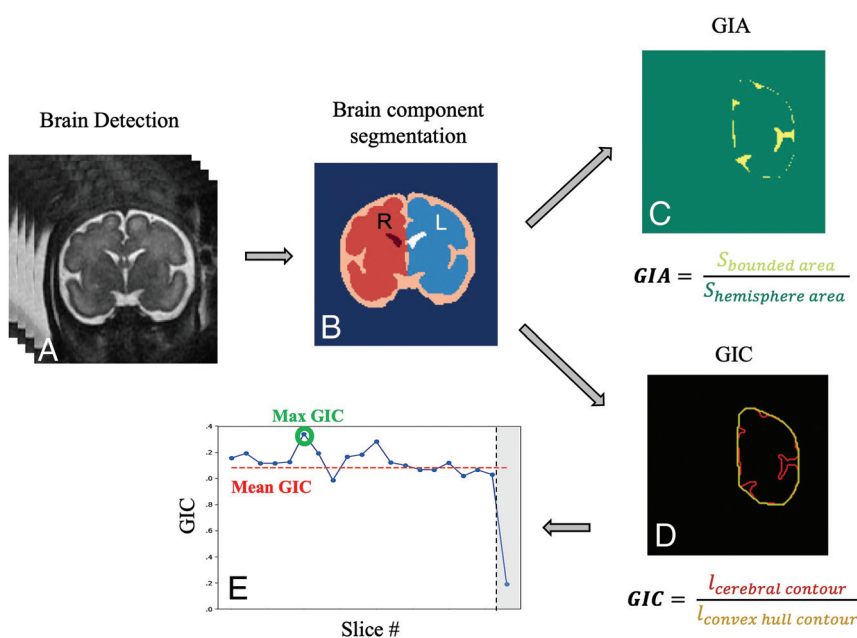 GIA
Brain Detection
Brain component
segmentation
A
R
L
B
C
GIA = S_bounded area / S_hemisphere area
GIC
Max GIC
Mean GIC
GIC
.4
.2
.0
.8
.6
.4
.2
.0
E
Slice #
D
GIC = l_cerebral contour / l_convex hull contour